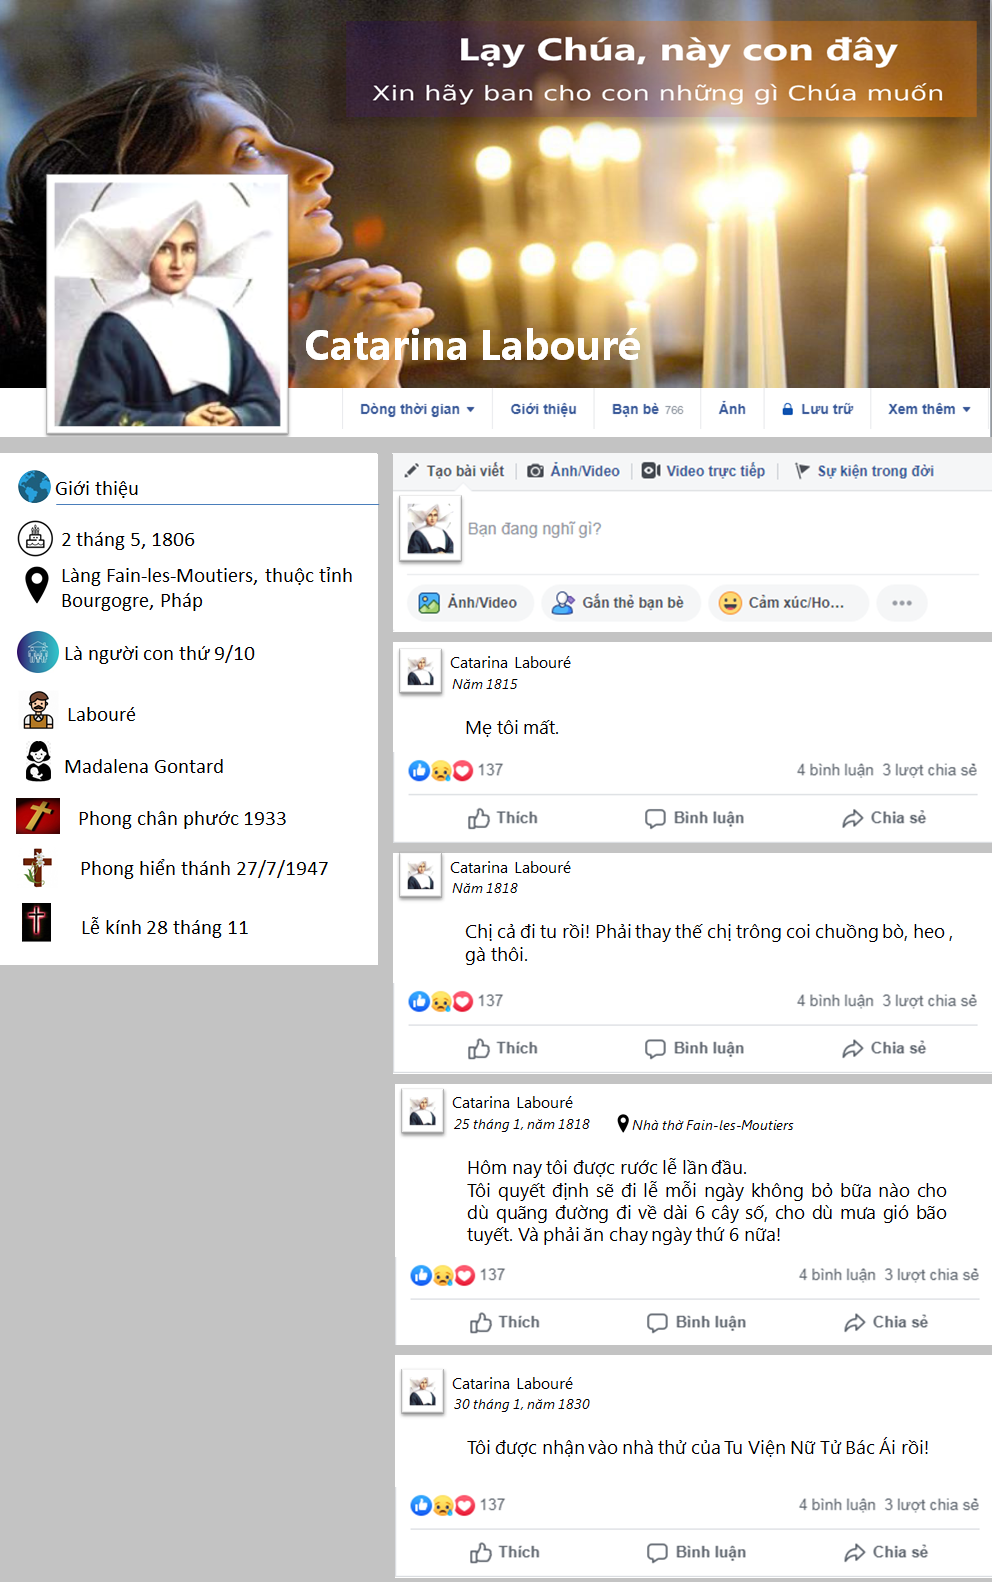 Lạy Chúa, này con đây
Xin hãy ban cho con những gì Chúa muốn
Catarina Labouré
Dòng thời gian
Giới thiệu
Bạn bè 766
Ảnh
Lưu trữ
Xem thêm
Giới thiệu
2 tháng 5, 1806
Làng Fain-les-Moutiers, thuộc tỉnh
Bourgogre, Pháp
Là người con thứ 9/10
Labouré
Madalena Gontard
Phong chân phước 1933
Phong hiển thánh 27/7/1947
Lễ kính 28 tháng 11
Tạo bài viết
Ảnh/Video
Video trực tiếp
Sự kiện trong đời
Bạn đang nghĩ gì?
Ảnh/Video
Gắn thẻ bạn bè
Cảm xúc/Ho...
Catarina Labouré
Năm 1815
Mẹ tôi mất.
137
4 bình luận 3 lượt chia sẻ
Thích
Bình luận
Chia sẻ
Catarina Labouré
Năm 1818
Chị cả đi tu rồi! Phải thay thế chị trông coi chuồng bò, heo ,
gà thôi.
137
4 bình luận 3 lượt chia sẻ
Thích
Bình luận
Chia sẻ
Catarina Labouré
25 tháng 1, năm 1818
Nhà thờ Fain-les-Moutiers
Hôm nay tôi được rước lễ lần đầu.
Tôi quyết định sẽ đi lễ mỗi ngày không bỏ bữa nào cho
dù quãng đường đi về dài 6 cây số, cho dù mưa gió bão
tuyết. Và phải ăn chay ngày thứ 6 nữa!
137
4 bình luận 3 lượt chia sẻ
Thích
Bình luận
Chia sẻ
Catarina Labouré
30 tháng 1, năm 1830
Tôi được nhận vào nhà thử của Tu Viện Nữ Tử Bác Ái rồi!
137
4 bình luận 3 lượt chia sẻ
Thích
Bình luận
Chia sẻ